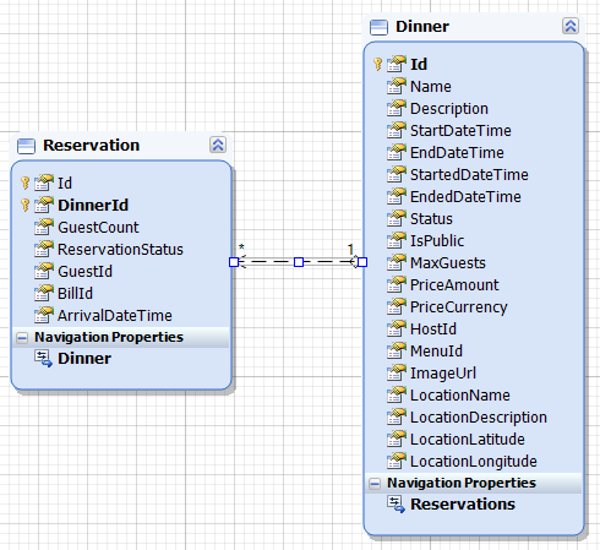 Reservation
Id
DinnerId
GuestCount
ReservationStatus
GuestId
BillId
ArrivalDateTime
Navigation Properties
Dinner
* 1
Dinner
Id
Name
Description
StartDateTime
EndDateTime
StartedDateTime
EndedDateTime
Status
IsPublic
MaxGuests
PriceAmount
PriceCurrency
HostId
MenuId
ImageUrl
LocationName
LocationDescription
LocationLatitude
LocationLongitude
Navigation Properties
Reservations